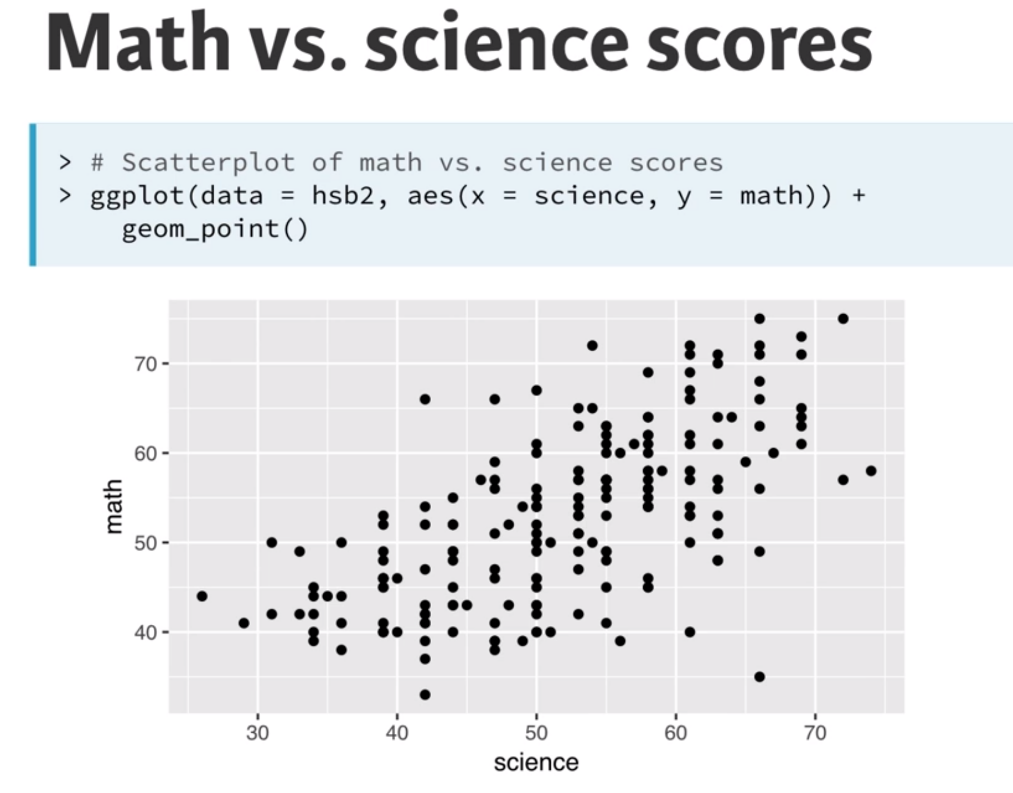 Math vs. science scores
> # Scatterplot of math vs. science scores
> ggplot(data = hsb2, aes(x = science, y = math)) +
geom_point()
70
60
50
40
math
30 40 50 60 70
science